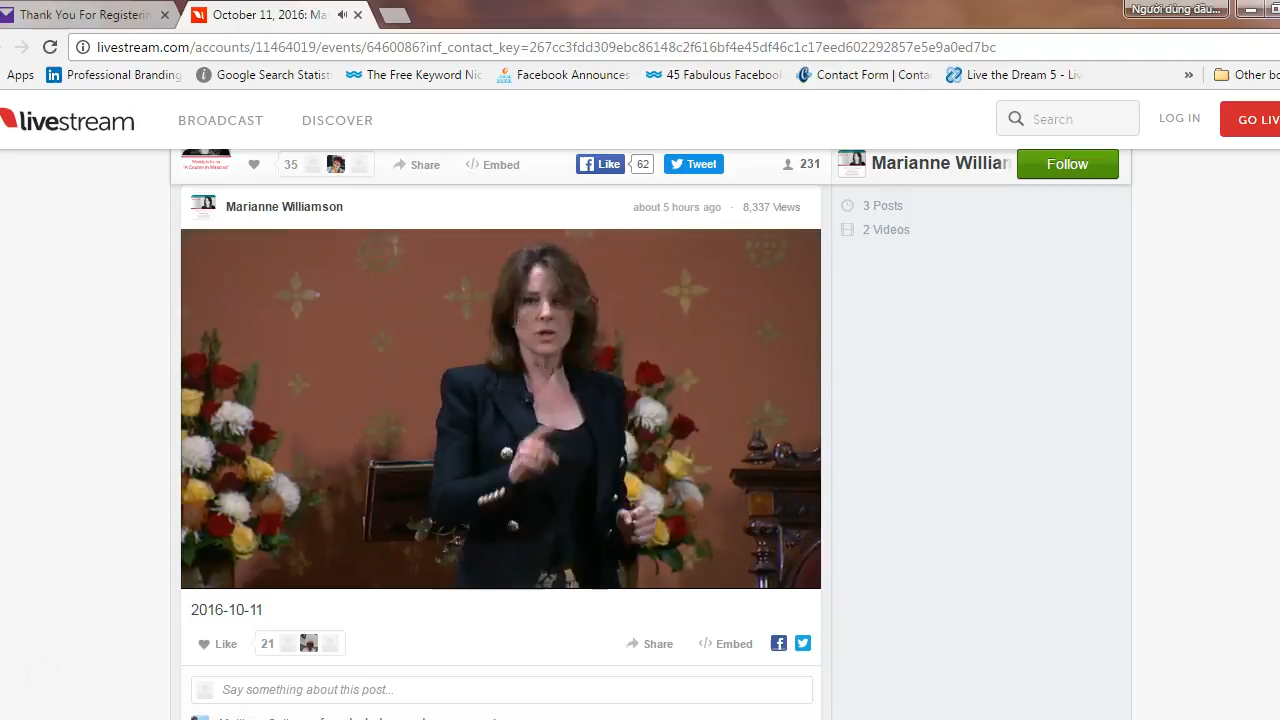 Thank You For Registerin
October 11, 2016: Ma
Người dùng đầu...
livestream.com/accounts/11464019/events/6460086?inf_contact_key=267cc3fdd309ebc86148c2f616f4e45df46c1c17eed602292857e5e9a0ed7bc
Apps Professional Branding Google Search Statist The Free Keyword Nic Facebook Announces 45 Fabulous Facebook Contact Form | Conta Live the Dream 5 - Liv » Other bo
livestream BROADCAST DISCOVER Search LOG IN GO LIV
35 Share Embed Like 62 Tweet 231
Marianne Willian Follow
Marianne Williamson about 5 hours ago · 8,337 Views
3 Posts
2 Videos
2016-10-11
Like 21 Share Embed
Say something about this post...